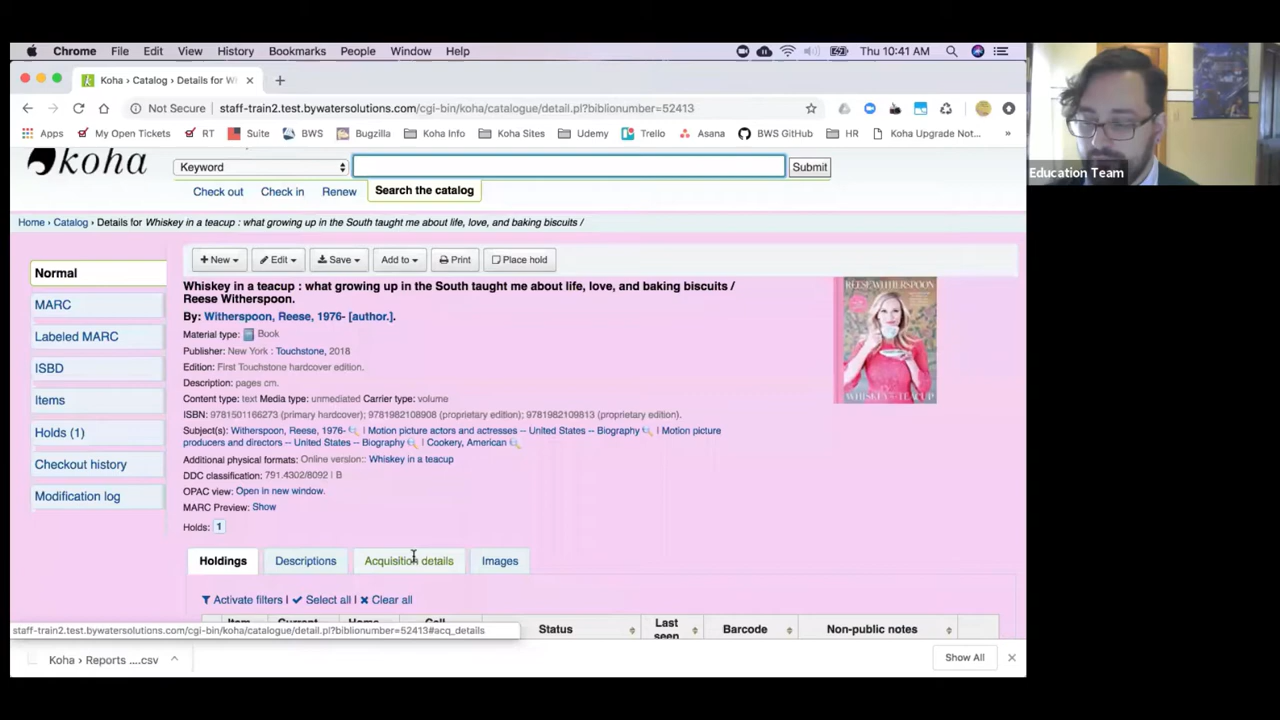 Chrome File Edit View History Bookmarks People Window Help Thu 10:41 AM
Koha › Catalog › Details for W
Not Secure staff-train2.test.bywatersolutions.com/cgi-bin/koha/catalogue/detail.pl?biblionumber=52413
Apps My Open Tickets RT Suite BWS Bugzilla Koha Info Koha Sites Udemy Trello Asana BWS GitHub HR Koha Upgrade Not... »
koha Keyword Submit
Check out Check in Renew Search the catalog
Education Team
Home › Catalog › Details for Whiskey in a teacup : what growing up in the South taught me about life, love, and baking biscuits /
Normal
MARC
Labeled MARC
ISBD
Items
Holds (1)
Checkout history
Modification log
New Edit Save Add to Print Place hold
Whiskey in a teacup : what growing up in the South taught me about life, love, and baking biscuits /
Reese Witherspoon.
By: Witherspoon, Reese, 1976- [author.].
Material type: Book
Publisher: New York : Touchstone, 2018
Edition: First Touchstone hardcover edition.
Description: pages cm.
Content type: text Media type: unmediated Carrier type: volume
ISBN: 9781501166273 (primary hardcover); 9781982108908 (proprietary edition); 9781982109813 (proprietary edition).
Subject(s): Witherspoon, Reese, 1976- | Motion picture actors and actresses -- United States -- Biography | Motion picture
producers and directors -- United States -- Biography | Cookery, American
Additional physical formats: Online version:: Whiskey in a teacup
DDC classification: 791.4302/8092 | B
OPAC view: Open in new window.
MARC Preview: Show
Holds: 1
REESE WITHERSPOON
WHISKEY IN A TEACUP
Holdings Descriptions Acquisition details Images
Activate filters | Select all | Clear all
Item Current Home Call Status Last seen Barcode Non-public notes
staff-train2.test.bywatersolutions.com/cgi-bin/koha/catalogue/detail.pl?biblionumber=52413#acq_details
Koha › Reports ....csv Show All